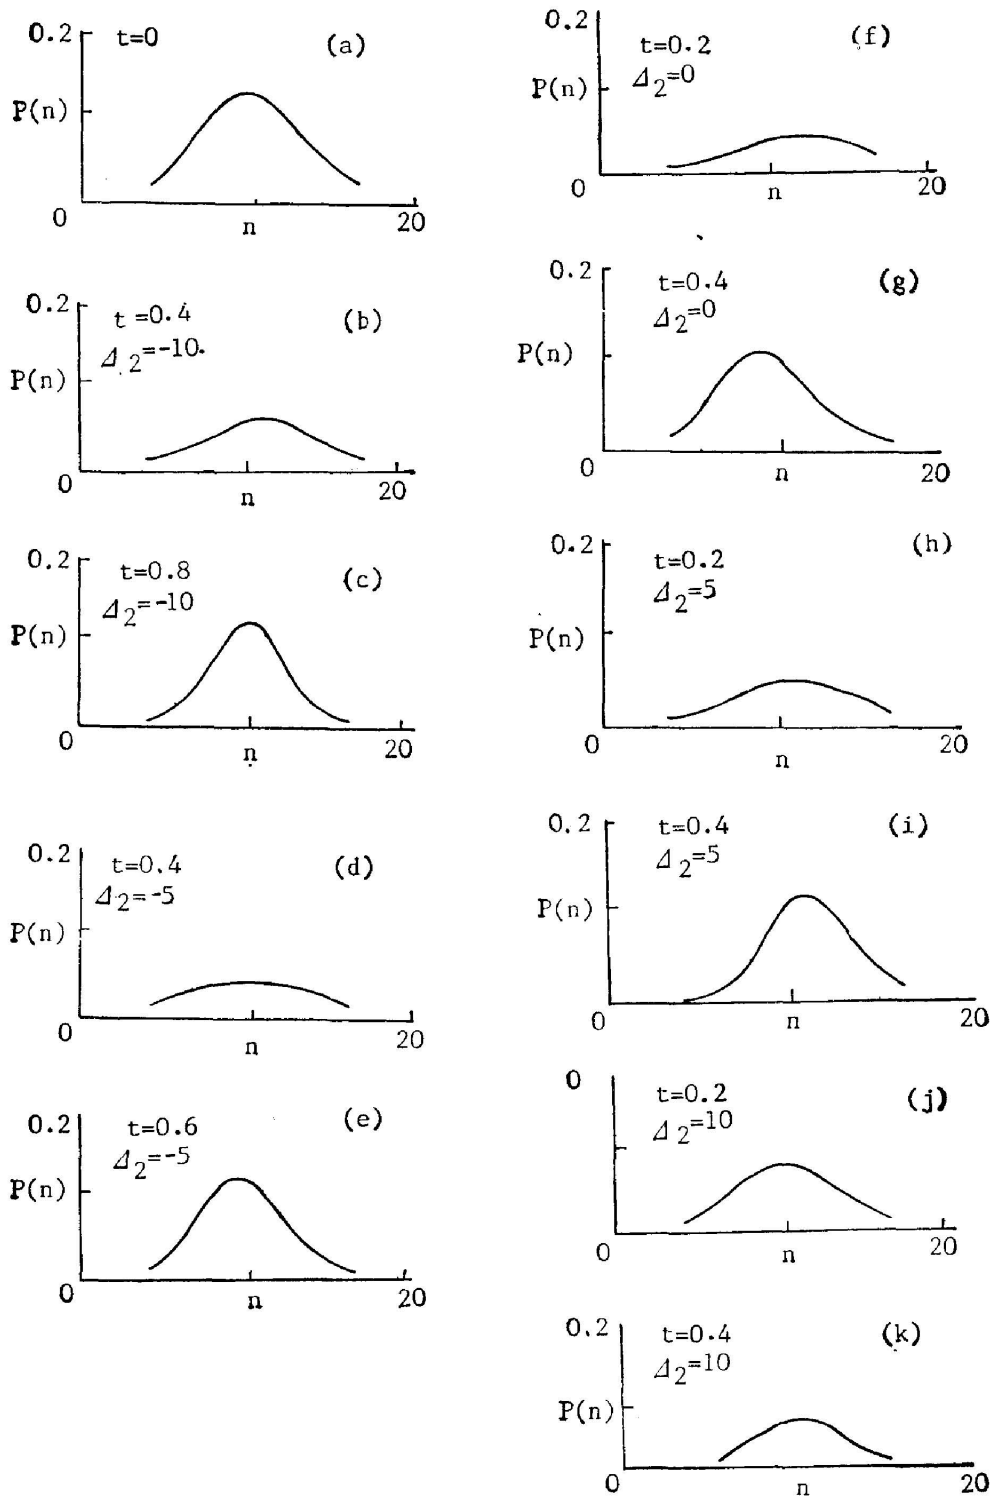 0.2 t=0 (a)
P(n)
0 n 20
0.2 t =0.4 (b)
Δ2=-10.
P(n)
0 n 20
0.2 t=0.8 (c)
Δ2=-10
P(n)
0 n 20
0.2 t=0.4 (d)
Δ2=-5
P(n)
0 n 20
0.2 t=0.6 (e)
Δ2=-5
P(n)
0 n 20
0.2 t=0.2 (f)
Δ2=0
P(n)
0 n 20
0.2 t=0.4 (g)
Δ2=0
P(n)
0 n 20
0.2 t=0.2 (h)
Δ2=5
P(n)
0 n 20
0.2 t=0.4 (i)
Δ2=5
P(n)
0 n 20
0 t=0.2 (j)
Δ2=10
0 n 20
0.2 t=0.4 (k)
Δ2=10
P(n)
0 n 20